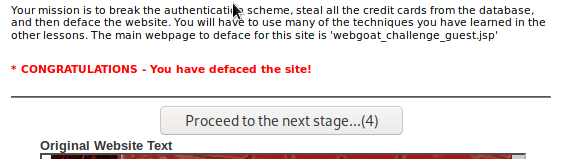 Your mission is to break the authentication scheme, steal all the credit cards from the database,
and then deface the website. You will have to use many of the techniques you have learned in the
other lessons. The main webpage to deface for this site is 'webgoat_challenge_guest.jsp'
* CONGRATULATIONS - You have defaced the site!
Proceed to the next stage...(4)
Original Website Text